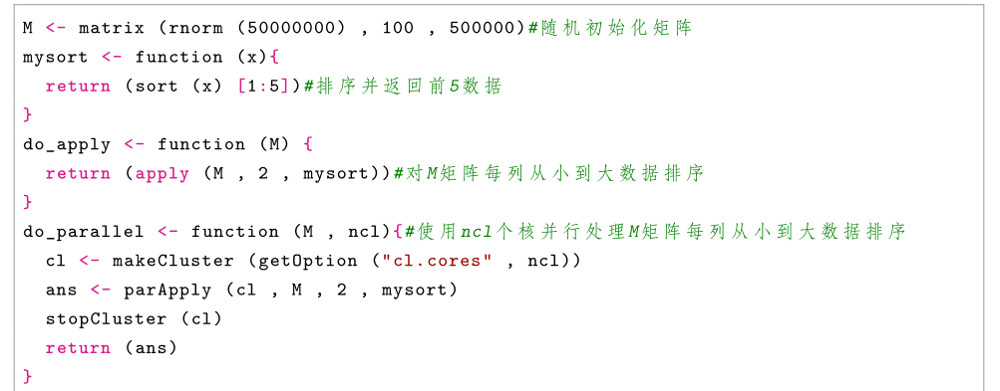 M <- matrix (rnorm (50000000) , 100 , 500000)#随机初始化矩阵
mysort <- function (x){
  return (sort (x) [1:5])#排序并返回前5数据
}
do_apply <- function (M) {
  return (apply (M , 2 , mysort))#对M矩阵每列从小到大数据排序
}
do_parallel <- function (M , ncl){#使用ncl个核并行处理M矩阵每列从小到大数据排序
  cl <- makeCluster (getOption ("cl.cores" , ncl))
  ans <- parApply (cl , M , 2 , mysort)
  stopCluster (cl)
  return (ans)
}